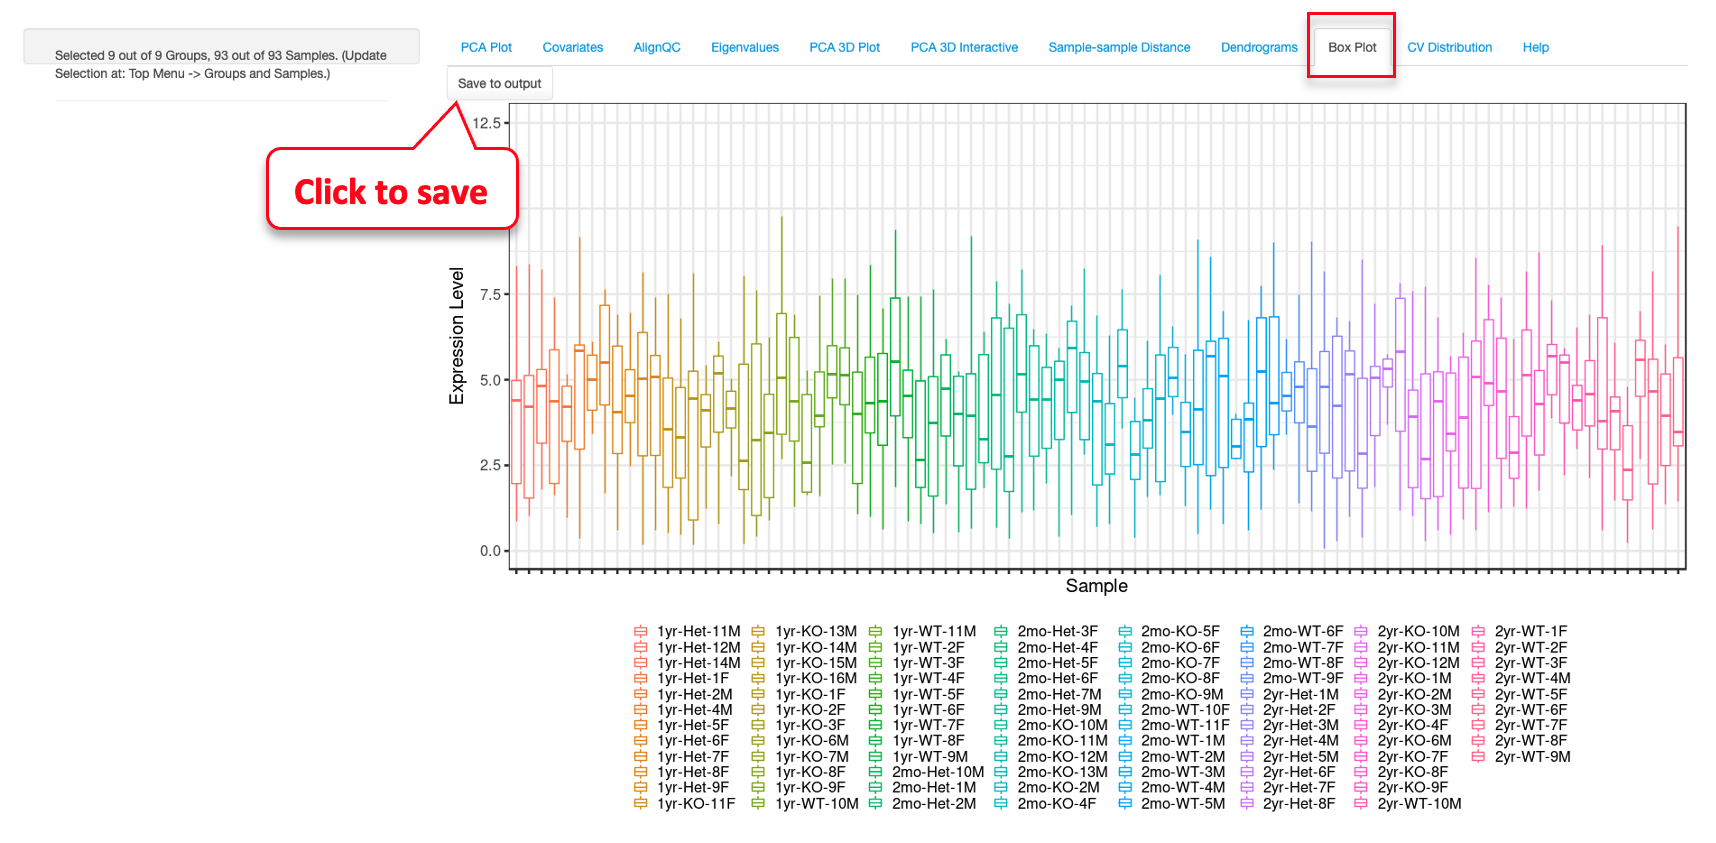 Selected 9 out of 9 Groups, 93 out of 93 Samples. (Update
Selection at: Top Menu -> Groups and Samples.)
PCA Plot Covariates AlignQC Eigenvalues PCA 3D Plot PCA 3D Interactive Sample-sample Distance Dendrograms Box Plot CV Distribution Help
Save to output
Click to save
Expression Level
12.5
7.5
5.0
2.5
0.0
Sample
1yr-Het-11M 1yr-KO-13M 1yr-WT-11M 2mo-Het-3F 2mo-KO-5F 2mo-WT-6F 2yr-KO-10M 2yr-WT-1F
1yr-Het-12M 1yr-KO-14M 1yr-WT-2F 2mo-Het-4F 2mo-KO-6F 2mo-WT-7F 2yr-KO-11M 2yr-WT-2F
1yr-Het-14M 1yr-KO-15M 1yr-WT-3F 2mo-Het-5F 2mo-KO-7F 2mo-WT-8F 2yr-KO-12M 2yr-WT-3F
1yr-Het-1F 1yr-KO-16M 1yr-WT-4F 2mo-Het-6F 2mo-KO-8F 2mo-WT-9F 2yr-KO-1M 2yr-WT-4M
1yr-Het-2M 1yr-KO-1F 1yr-WT-5F 2mo-Het-7M 2mo-KO-9M 2yr-Het-1M 2yr-KO-2M 2yr-WT-5F
1yr-Het-4M 1yr-KO-2F 1yr-WT-6F 2mo-Het-9M 2mo-WT-10F 2yr-Het-2F 2yr-KO-3M 2yr-WT-6F
1yr-Het-5F 1yr-KO-3F 1yr-WT-7F 2mo-KO-10M 2mo-WT-11F 2yr-Het-3M 2yr-KO-4F 2yr-WT-7F
1yr-Het-6F 1yr-KO-6M 1yr-WT-8F 2mo-KO-11M 2mo-WT-1M 2yr-Het-4M 2yr-KO-6M 2yr-WT-8F
1yr-Het-7F 1yr-KO-7M 1yr-WT-9M 2mo-KO-12M 2mo-WT-2M 2yr-Het-5M 2yr-KO-7F 2yr-WT-9M
1yr-Het-8F 1yr-KO-8F 2mo-Het-10M 2mo-KO-13M 2mo-WT-3M 2yr-Het-6F 2yr-KO-8F
1yr-Het-9F 1yr-KO-9F 2mo-Het-1M 2mo-KO-2M 2mo-WT-4M 2yr-Het-7F 2yr-KO-9F
1yr-KO-11F 1yr-WT-10M 2mo-Het-2M 2mo-KO-4F 2mo-WT-5M 2yr-Het-8F 2yr-WT-10M